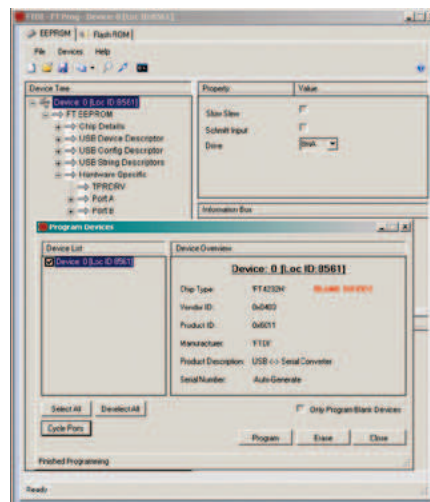 FTDI - FT Prog - Device: 0 [Loc ID:8561]
EEPROM Flash ROM
File Devices Help
Device Tree Property Value
Device: 0 [Loc ID:8561]
FT EEPROM
Chip Details
USB Device Descriptor
USB Config Descriptor
USB String Descriptors
Hardware Specific
TPRDRV
Port A
Port B
Slow Slew
Schmitt Input
Drive
Information Box
Program Devices
Device List Device Overview
Device: 0 [Loc ID:8561]
Device: 0 [Loc ID:8561]
Chip Type: 'FT4232H'
Vendor ID: 0x0403
Product ID: 0x6011
Manufacturer: 'FTDI'
Product Description: USB <-> Serial Converter
Serial Number: Auto-Generate
Select All Deselect All
Only Program Blank Devices
Cycle Ports
Program Erase Close
Finished Programming
Ready